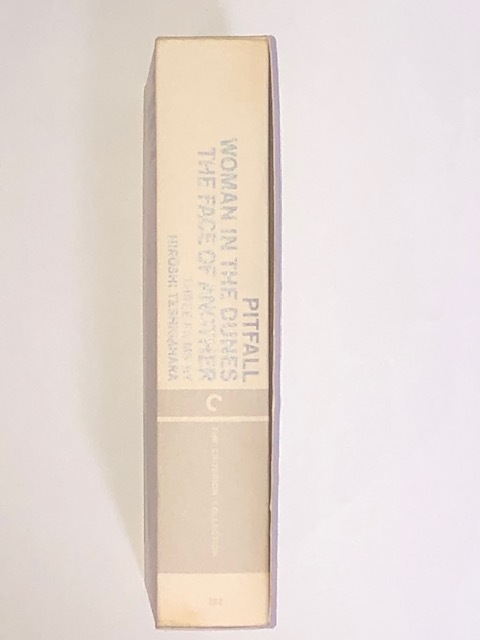 PITFALL
WOMAN IN THE DUNES
THE FACE OF ANOTHER
THREE FILMS BY
HIROSHI TESHIGAHARA
THE CRITERION COLLECTION